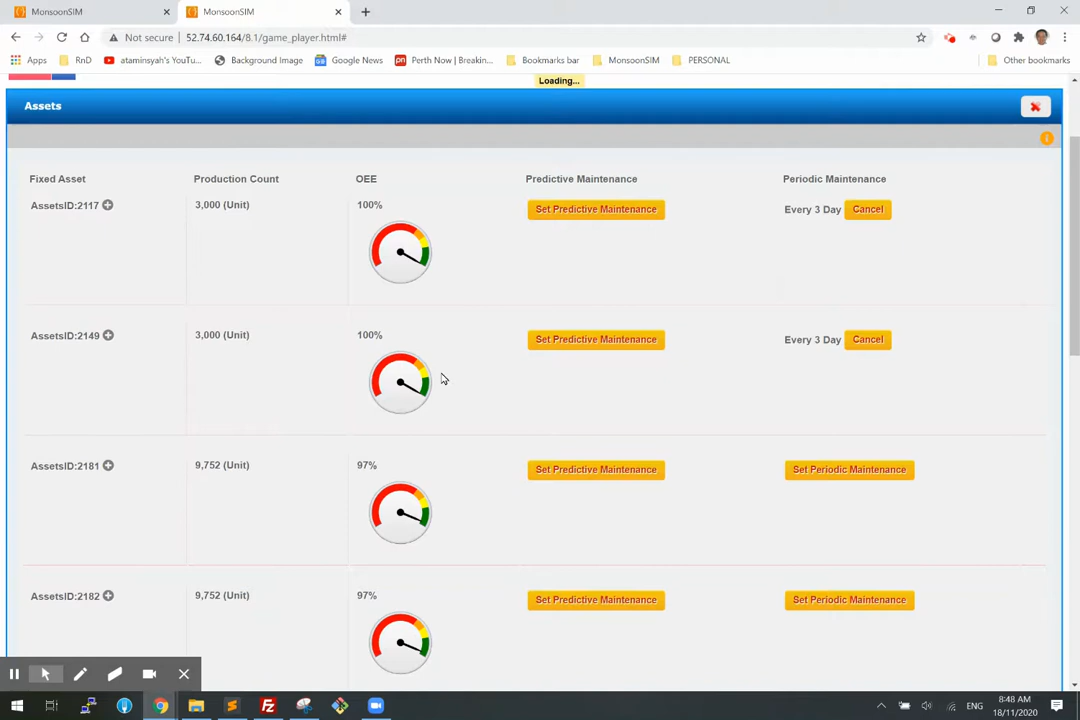 MonsoonSIM
MonsoonSIM
Not secure 52.74.60.164/8.1/game_player.html#
Apps RnD ataminsyah's YouTu... Background Image Google News Perth Now | Breakin... Bookmarks bar MonsoonSIM PERSONAL Other bookmarks
Loading...
Assets
Fixed Asset Production Count OEE Predictive Maintenance Periodic Maintenance
AssetsID:2117 3,000 (Unit) 100% Set Predictive Maintenance Every 3 Day Cancel
AssetsID:2149 3,000 (Unit) 100% Set Predictive Maintenance Every 3 Day Cancel
AssetsID:2181 9,752 (Unit) 97% Set Predictive Maintenance Set Periodic Maintenance
AssetsID:2182 9,752 (Unit) 97% Set Predictive Maintenance Set Periodic Maintenance
ENG
8:48 AM
18/11/2020